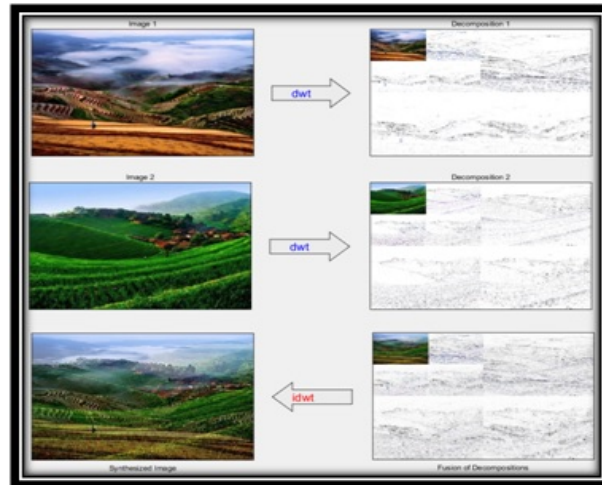 Image 1
Decomposition 1
dwt
Image 2
Decomposition 2
dwt
idwt
Synthesized Image
Fusion of Decompositions